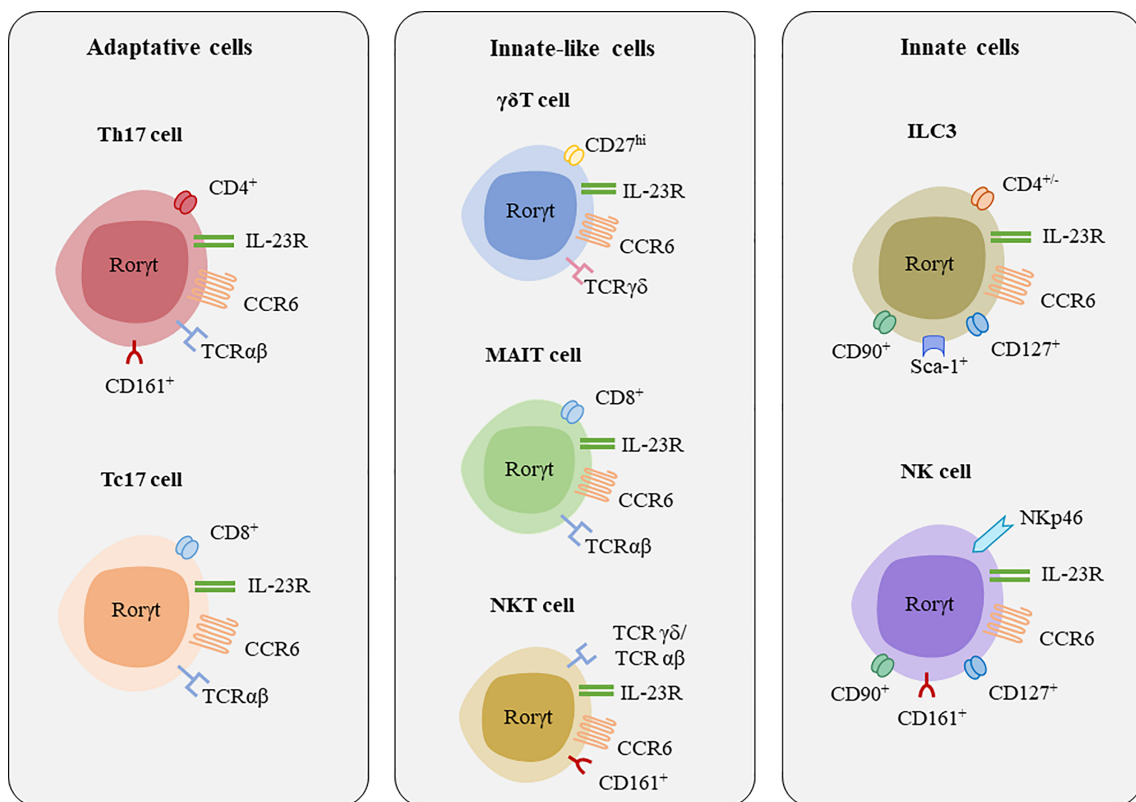 Adaptative cells
Th17 cell
CD4⁺
Rorγt
IL-23R
CCR6
TCRαβ
CD161⁺
Tc17 cell
CD8⁺
Rorγt
IL-23R
CCR6
TCRαβ
Innate-like cells
γδT cell
CD27ʰⁱ
Rorγt
IL-23R
CCR6
TCRγδ
MAIT cell
CD8⁺
Rorγt
IL-23R
CCR6
TCRαβ
NKT cell
TCR γδ/
TCR αβ
IL-23R
Rorγt
CCR6
CD161⁺
Innate cells
ILC3
CD4⁺/⁻
Rorγt
IL-23R
CCR6
CD90⁺
CD127⁺
Sca-1⁺
NK cell
NKp46
IL-23R
Rorγt
CCR6
CD90⁺
CD127⁺
CD161⁺